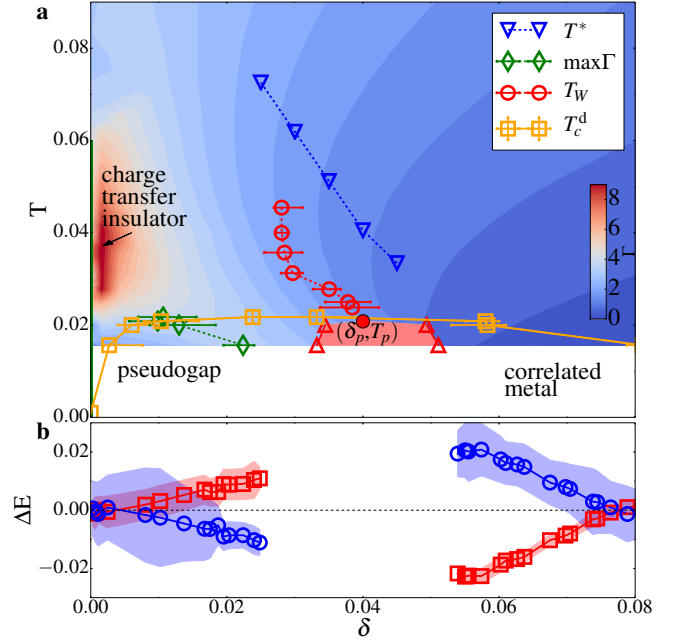 a
T*
maxΓ
T_W
T_c^d
0.08
0.06
0.04
0.02
0.00
T
charge
transfer
insulator
8
6
4
2
0
Γ
(δ_p,T_p)
pseudogap
correlated
metal
b
0.02
0.00
−0.02
ΔE
0.00
0.02
0.04
0.06
0.08
δ